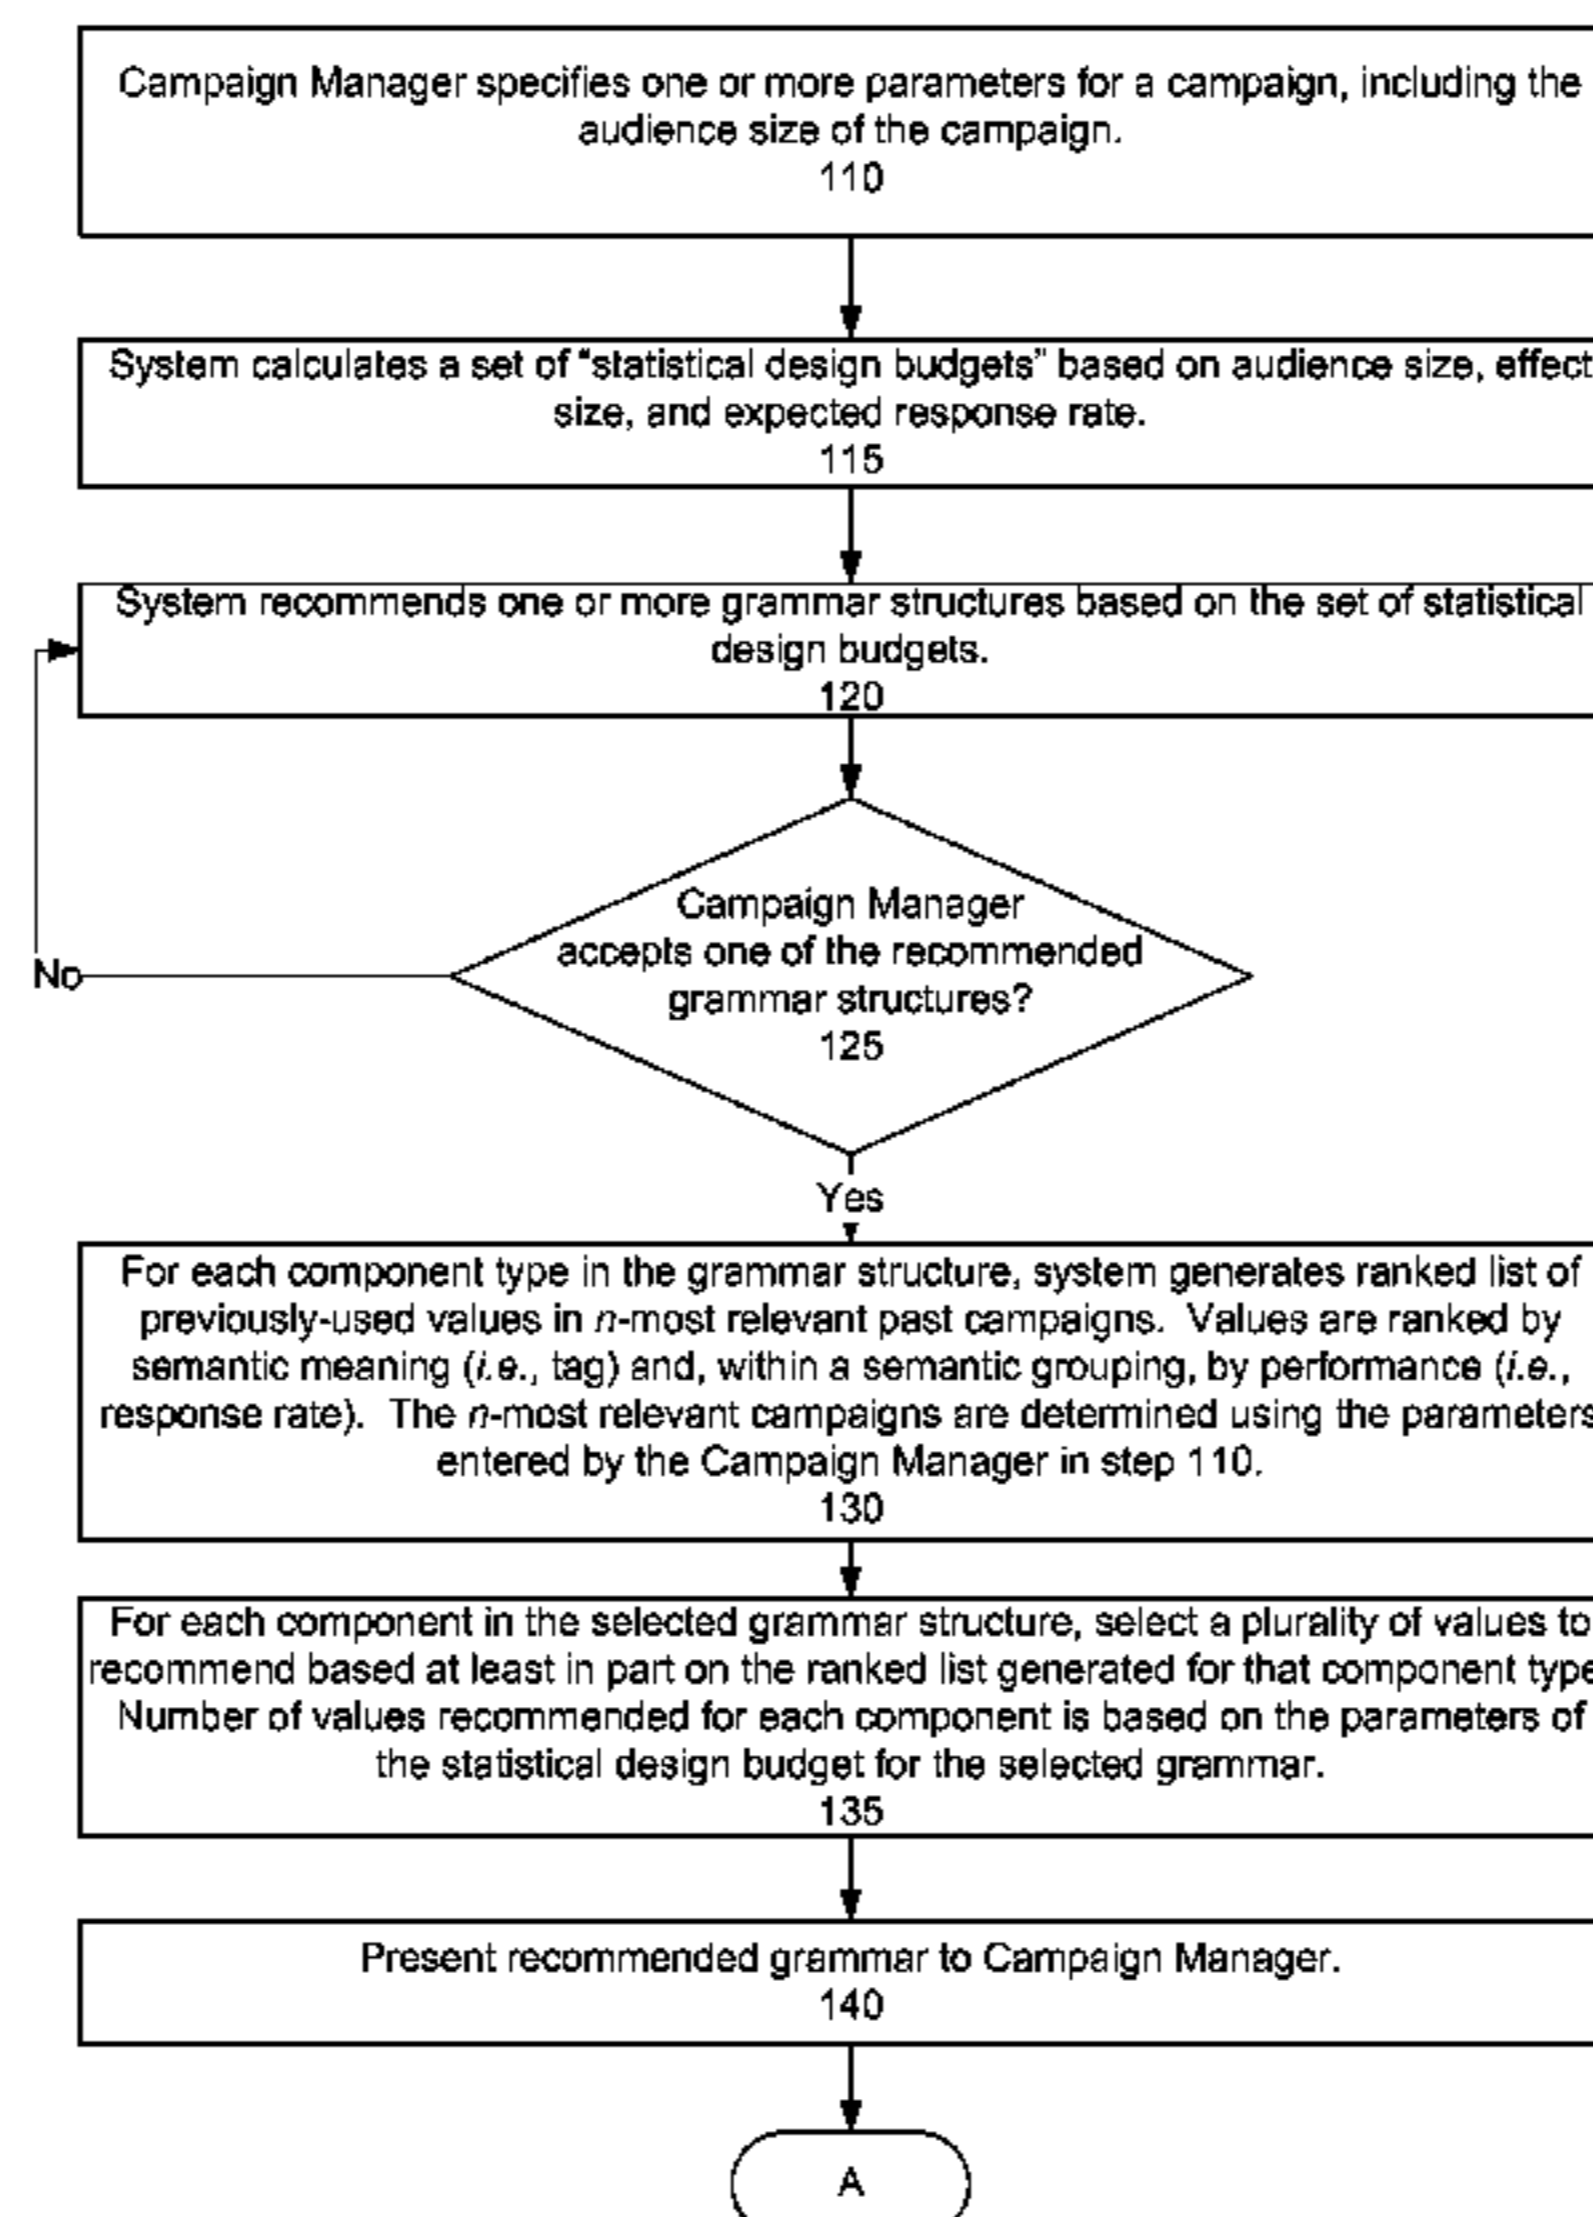 Campaign Manager specifies one or more parameters for a campaign, including the
audience size of the campaign.
110
System calculates a set of “statistical design budgets” based on audience size, effect
size, and expected response rate.
115
System recommends one or more grammar structures based on the set of statistical
design budgets.
120
Campaign Manager
accepts one of the recommended
grammar structures?
125
No
Yes
For each component type in the grammar structure, system generates ranked list of
previously-used values in n-most relevant past campaigns. Values are ranked by
semantic meaning (i.e., tag) and, within a semantic grouping, by performance (i.e.,
response rate). The n-most relevant campaigns are determined using the parameters
entered by the Campaign Manager in step 110.
130
For each component in the selected grammar structure, select a plurality of values to
recommend based at least in part on the ranked list generated for that component type
Number of values recommended for each component is based on the parameters of
the statistical design budget for the selected grammar.
135
Present recommended grammar to Campaign Manager.
140
A